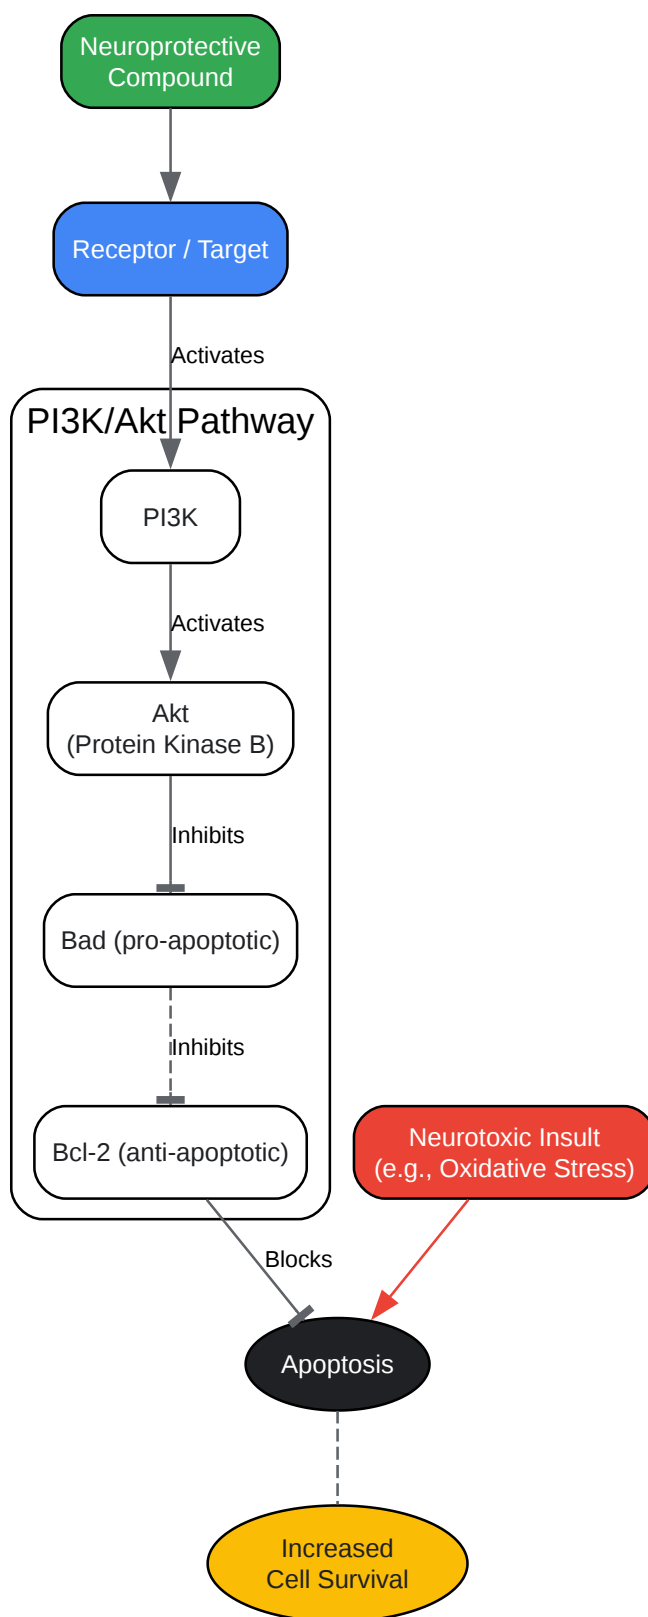 Neuroprotective
Compound
Receptor / Target
Activates
PI3K/Akt Pathway
PI3K
Activates
Akt
(Protein Kinase B)
Inhibits
Bad (pro-apoptotic)
Inhibits
Bcl-2 (anti-apoptotic)
Neurotoxic Insult
(e.g., Oxidative Stress)
Blocks
Apoptosis
Increased
Cell Survival